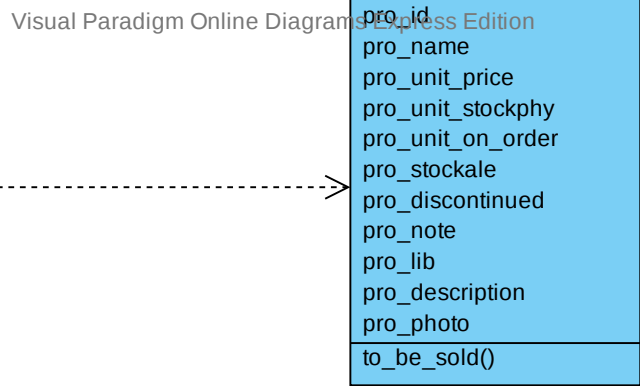 pro_id
Visual Paradigm Online Diagrams Express Edition
pro_name
pro_unit_price
pro_unit_stockphy
pro_unit_on_order
pro_stockale
pro_discontinued
pro_note
pro_lib
pro_description
pro_photo
to_be_sold()